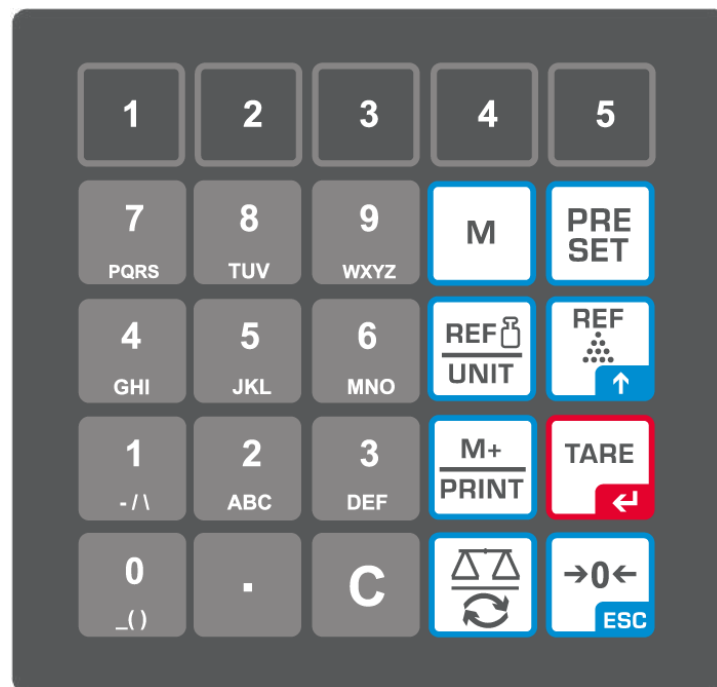 1 2 3 4 5
7 8 9 M PRE
PQRS TUV WXYZ SET
4 5 6 REF REF
GHI JKL MNO UNIT ↑
1 2 3 M+ TARE
- / \ ABC DEF PRINT ↵
0 . C →0←
_( ) ESC